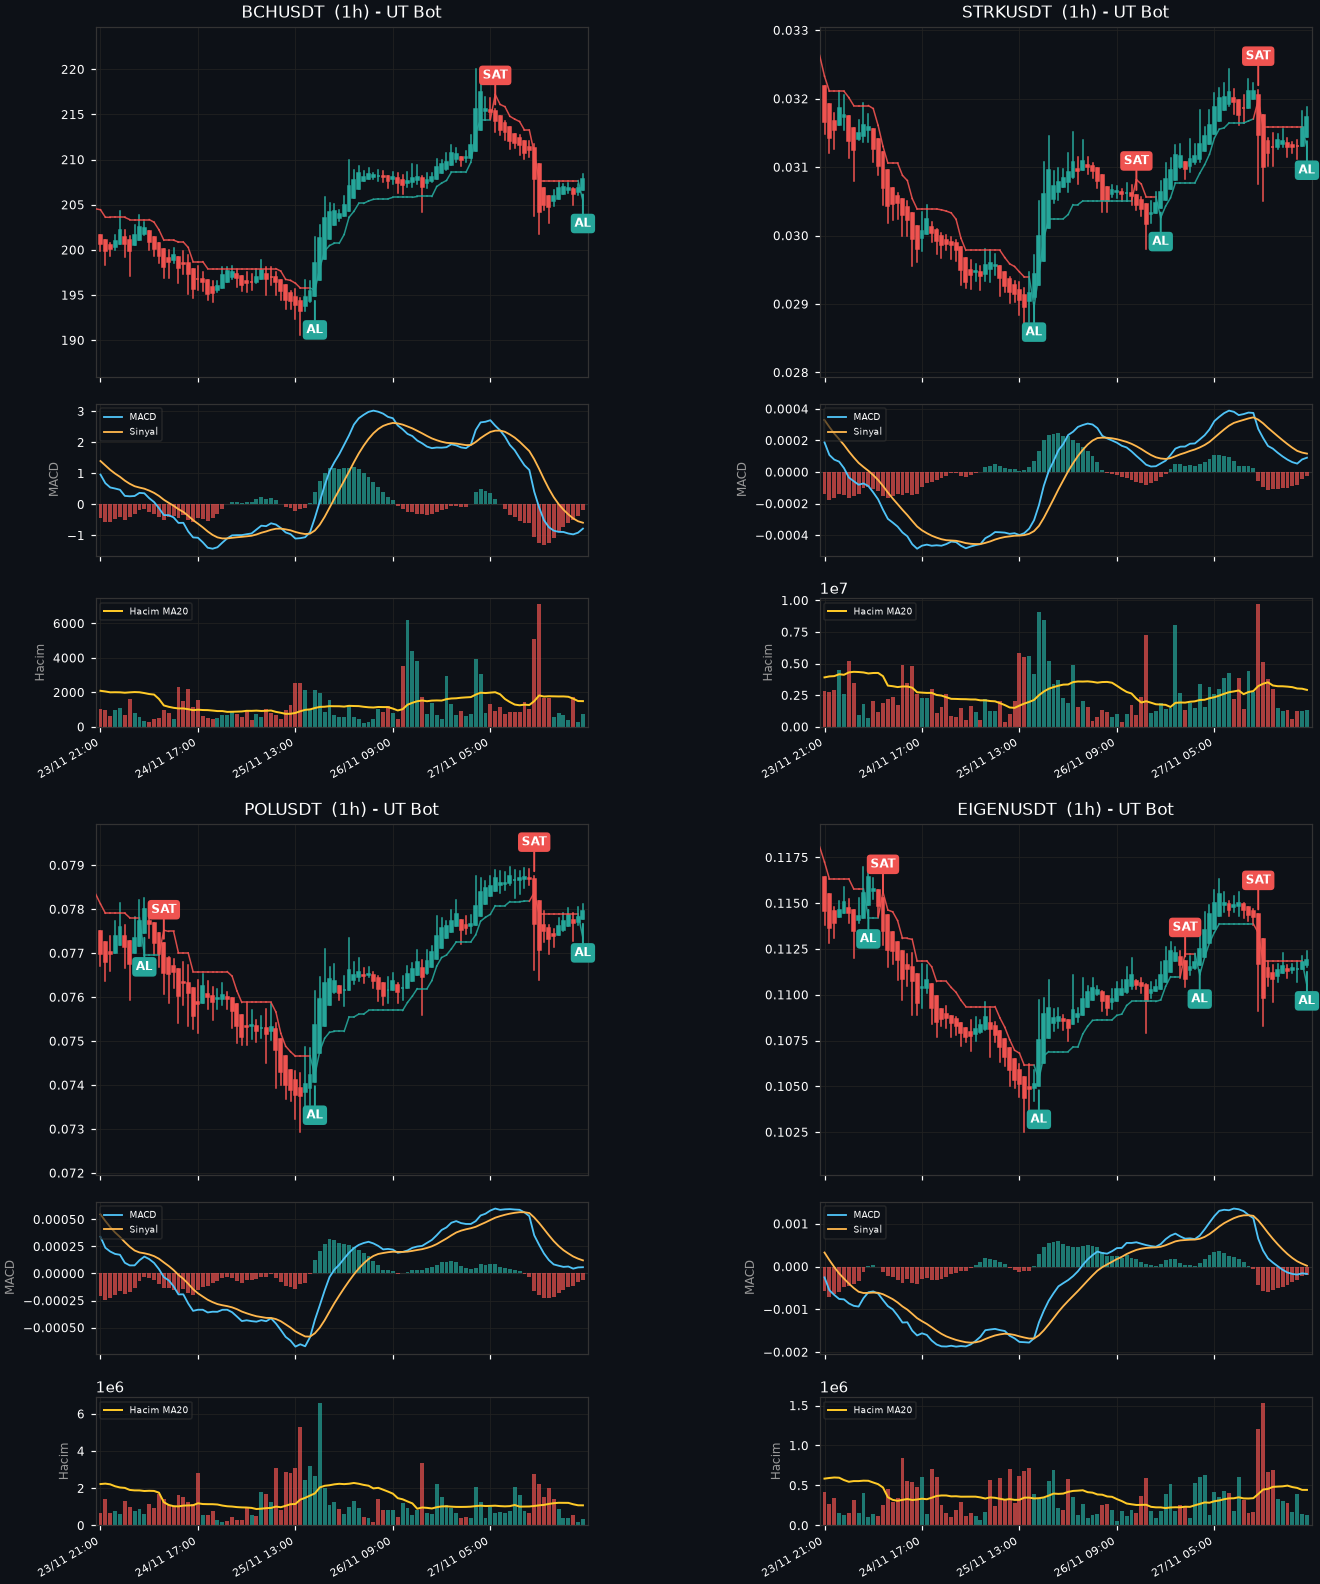 BCHUSDT  (1h) - UT Bot
220
215
210
205
200
195
190
SAT
AL
AL
MACD
Sinyal
MACD
3
2
1
0
−1
Hacim MA20
Hacim
6000
4000
2000
0
23/11 21:00
24/11 17:00
25/11 13:00
26/11 09:00
27/11 05:00
STRKUSDT  (1h) - UT Bot
0.033
0.032
0.031
0.030
0.029
0.028
SAT
SAT
AL
AL
AL
MACD
Sinyal
MACD
0.0004
0.0002
0.0000
−0.0002
−0.0004
1e7
Hacim MA20
Hacim
1.00
0.75
0.50
0.25
0.00
23/11 21:00
24/11 17:00
25/11 13:00
26/11 09:00
27/11 05:00
POLUSDT  (1h) - UT Bot
0.079
0.078
0.077
0.076
0.075
0.074
0.073
0.072
SAT
SAT
AL
AL
AL
MACD
Sinyal
MACD
0.00050
0.00025
0.00000
−0.00025
−0.00050
1e6
Hacim MA20
Hacim
6
4
2
0
23/11 21:00
24/11 17:00
25/11 13:00
26/11 09:00
27/11 05:00
EIGENUSDT  (1h) - UT Bot
0.1175
0.1150
0.1125
0.1100
0.1075
0.1050
0.1025
SAT
SAT
SAT
AL
AL
AL
AL
MACD
Sinyal
MACD
0.001
0.000
−0.001
−0.002
1e6
Hacim MA20
Hacim
1.5
1.0
0.5
0.0
23/11 21:00
24/11 17:00
25/11 13:00
26/11 09:00
27/11 05:00